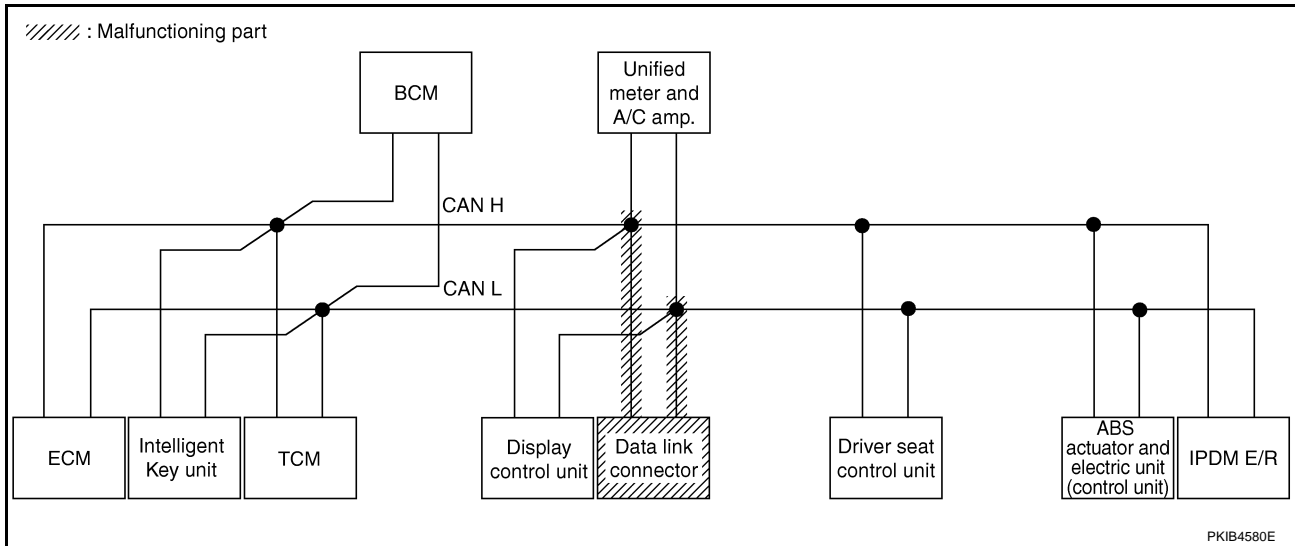 : Malfunctioning part
BCM
Unified
meter and
A/C amp.
CAN H
CAN L
ECM
Intelligent
Key unit
TCM
Display
control unit
Data link
connector
Driver seat
control unit
ABS
actuator and
electric unit
(control unit)
IPDM E/R
PKIB4580E